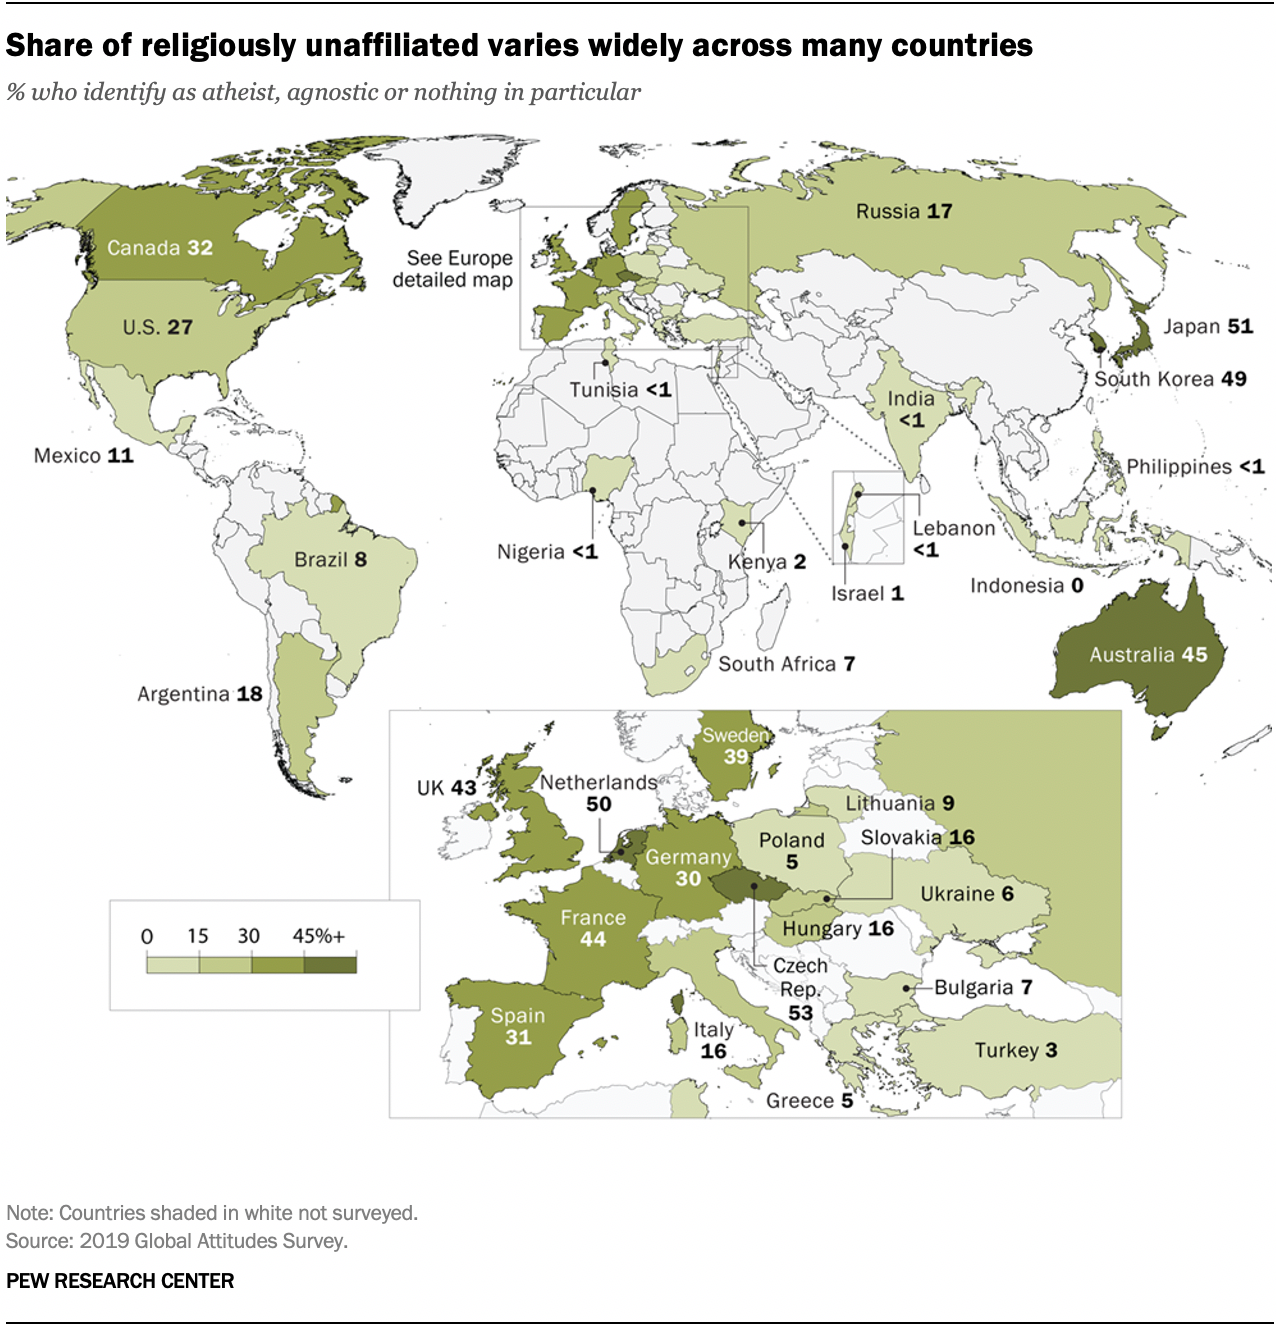 Share of religiously unaffiliated varies widely across many countries
% who identify as atheist, agnostic or nothing in particular
Russia 17
Canada 32
See Europe
detailed map
U.S. 27
Japan 51
South Korea 49
Tunisia <1
India
<1
Mexico 11
Philippines <1
Lebanon
<1
Nigeria <1
Brazil 8
Kenya 2
Israel 1
Indonesia 0
Australia 45
South Africa 7
Argentina 18
Sweden
39
UK 43
Netherlands
50
Lithuania 9
Poland
5
Slovakia 16
Germany
30
Ukraine 6
France
44
Hungary 16
0 15 30 45%+
Czech
Rep.
53
Bulgaria 7
Spain
31
Italy
16
Turkey 3
Greece 5
Note: Countries shaded in white not surveyed.
Source: 2019 Global Attitudes Survey.
PEW RESEARCH CENTER